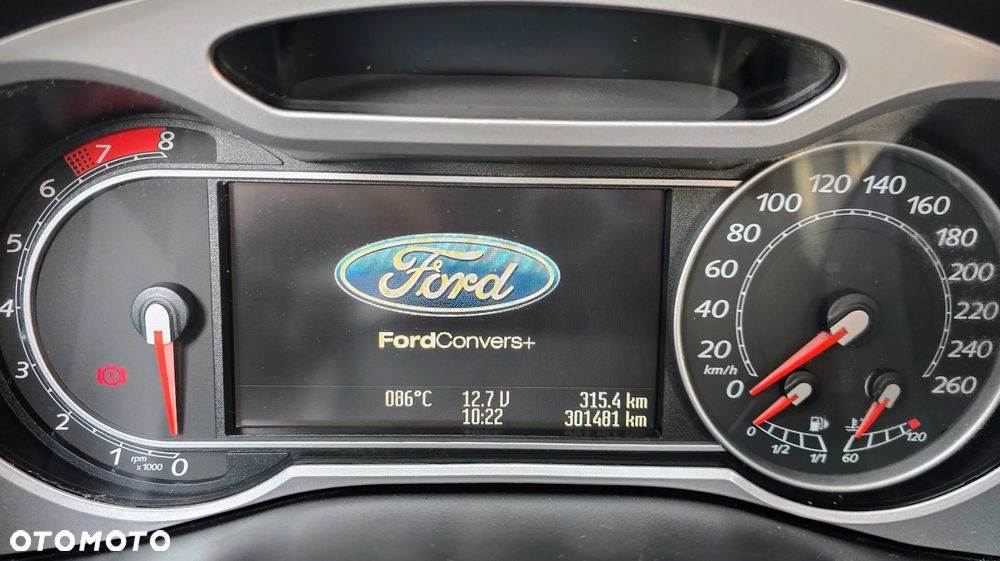 8
7
6
5
4
3
2
1
0
rpm
x1000
Ford
FordConvers+
086°C 12.7 V 315.4 km
10:22 301481 km
0
20
40
60
80
100
120
140
160
180
200
220
240
260
km/h
0 1/2 1/1
60 120
OTOMOTO